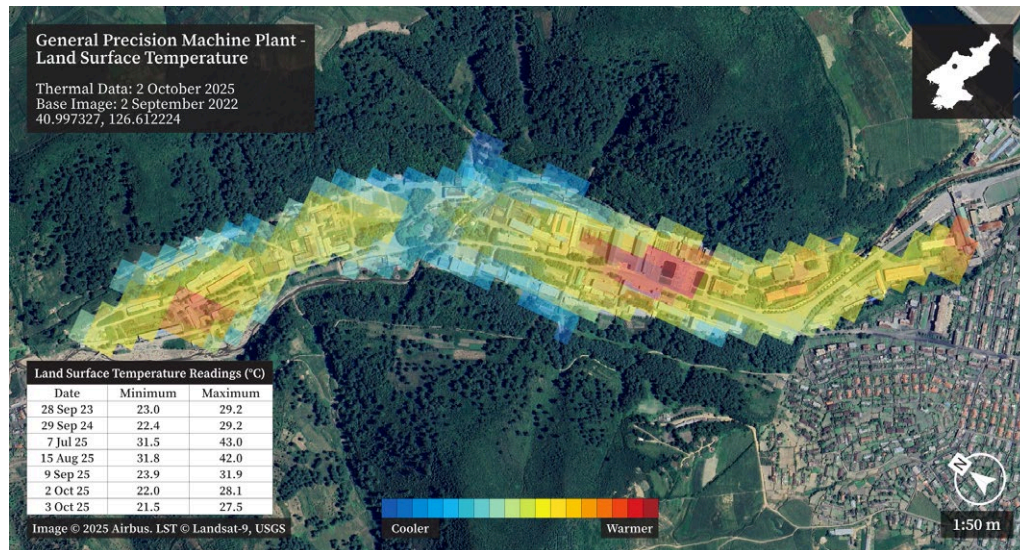 General Precision Machine Plant -
Land Surface Temperature
Thermal Data: 2 October 2025
Base Image: 2 September 2022
40.997327, 126.612224
Land Surface Temperature Readings (°C)
Date Minimum Maximum
28 Sep 23 23.0 29.2
29 Sep 24 22.4 29.2
7 Jul 25 31.5 43.0
15 Aug 25 31.8 42.0
9 Sep 25 23.9 31.9
2 Oct 25 22.0 28.1
3 Oct 25 21.5 27.5
Image © 2025 Airbus. LST © Landsat-9, USGS
Cooler Warmer
N
1:50 m